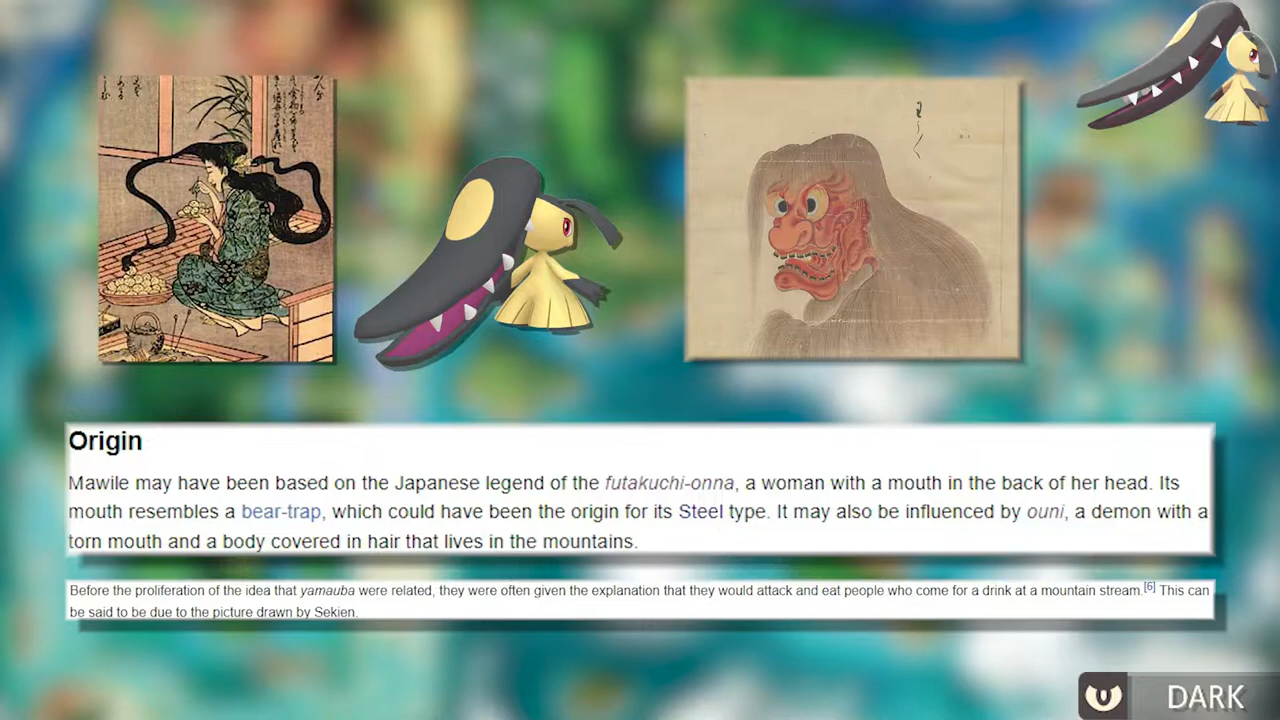 Origin
Mawile may have been based on the Japanese legend of the futakuchi-onna, a woman with a mouth in the back of her head. Its
mouth resembles a bear-trap, which could have been the origin for its Steel type. It may also be influenced by ouni, a demon with a
torn mouth and a body covered in hair that lives in the mountains.
Before the proliferation of the idea that yamauba were related, they were often given the explanation that they would attack and eat people who come for a drink at a mountain stream.[6] This can
be said to be due to the picture drawn by Sekien.
DARK